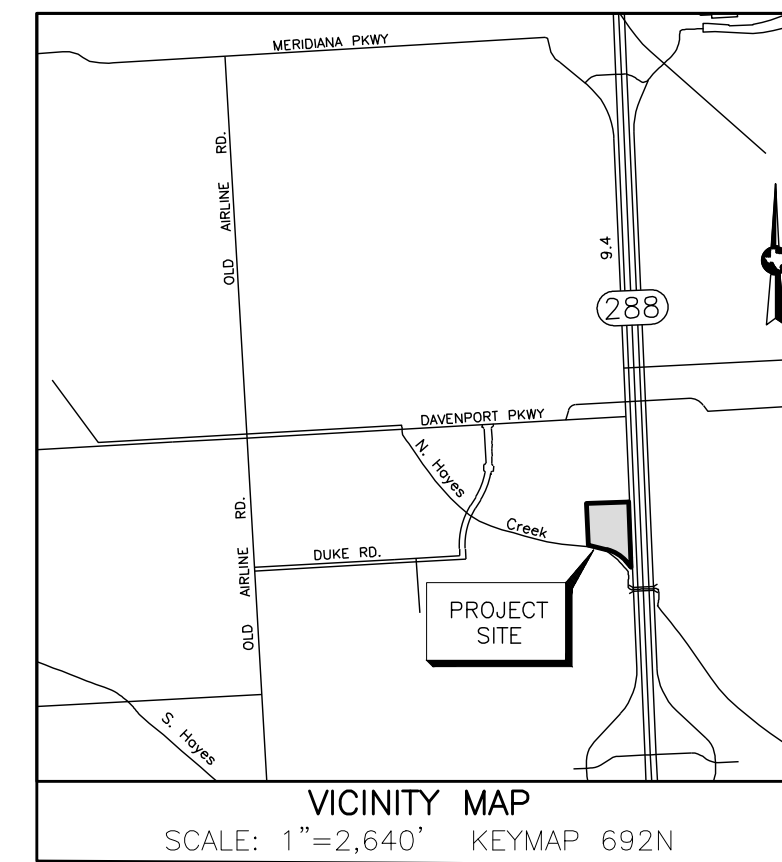 MERIDIANA PKWY
OLD AIRLINE RD.
9.4
288
DAVENPORT PKWY
N. Hayes
Creek
OLD AIRLINE RD.
DUKE RD.
PROJECT
SITE
S. Hayes
VICINITY MAP
SCALE: 1"=2,640' KEYMAP 692N